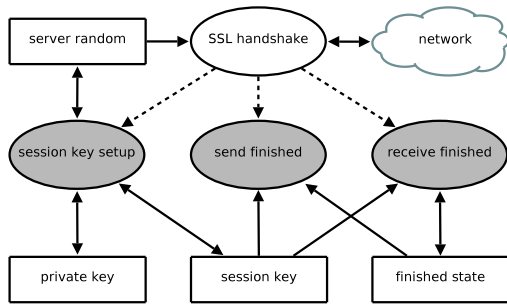 server random
SSL handshake
network
session key setup
send finished
receive finished
private key
session key
finished state